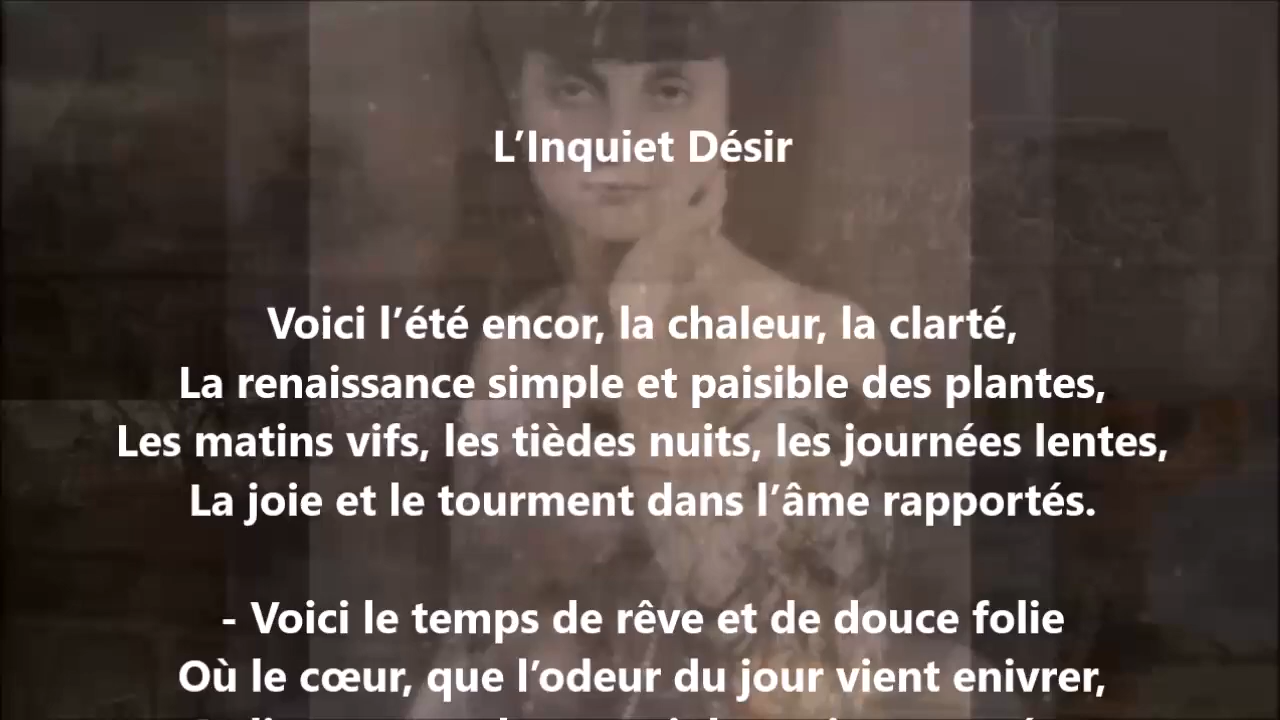 L’Inquiet Désir
Voici l’été encor, la chaleur, la clarté,
La renaissance simple et paisible des plantes,
Les matins vifs, les tièdes nuits, les journées lentes,
La joie et le tourment dans l’âme rapportés.
- Voici le temps de rêve et de douce folie
Où le cœur, que l’odeur du jour vient enivrer,